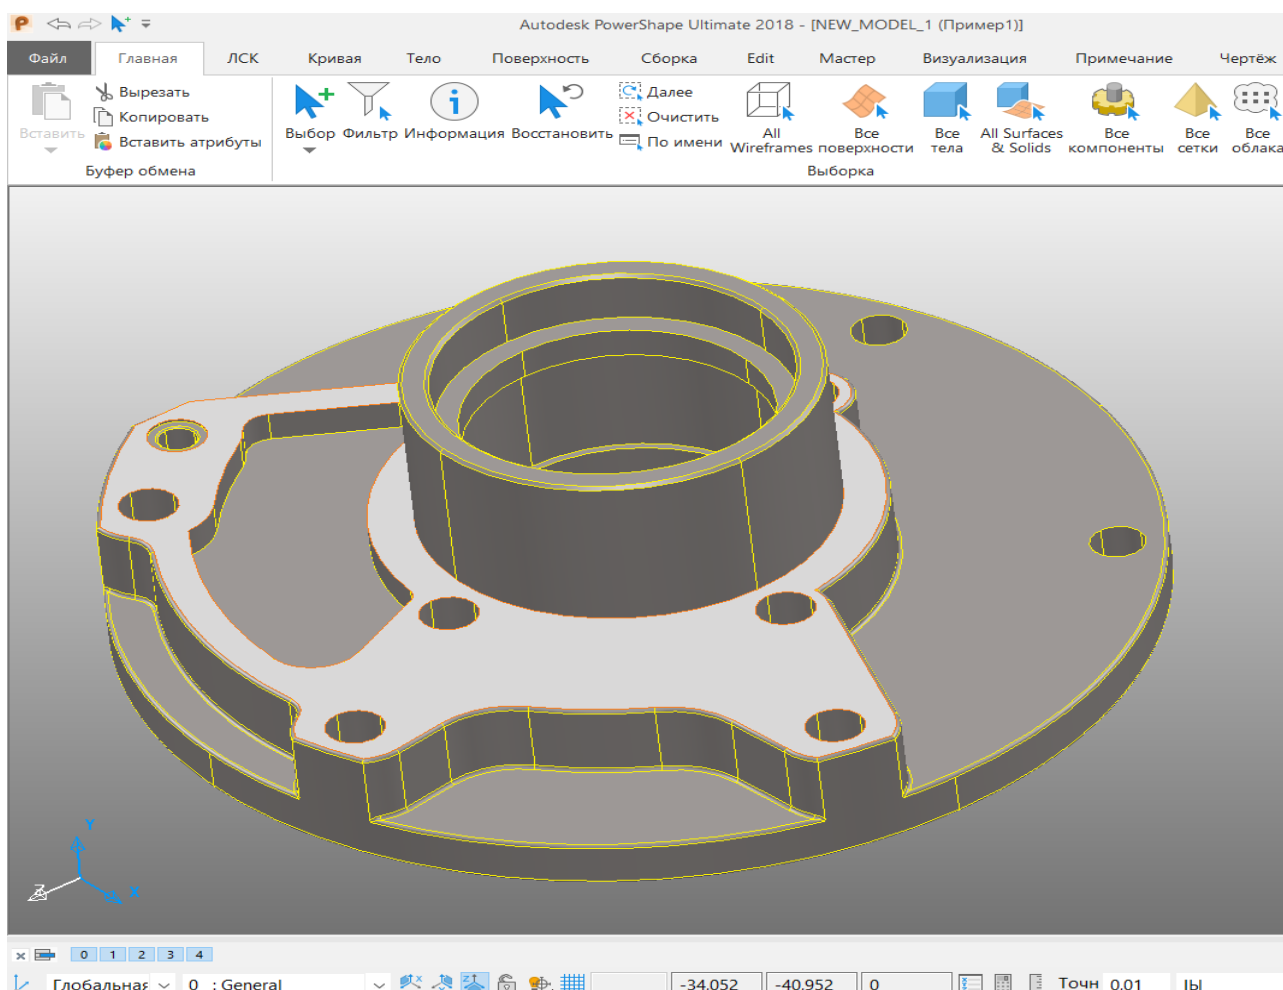 Autodesk PowerShape Ultimate 2018 - [NEW_MODEL_1 (Пример1)]
Файл Главная ЛСК Кривая Тело Поверхность Сборка Edit Мастер Визуализация Примечание Чертёж
Вставить
Вырезать
Копировать
Вставить атрибуты
Буфер обмена
Выбор Фильтр Информация Восстановить
Далее
Очистить
По имени
All Wireframes
Все поверхности
Все тела
All Surfaces & Solids
Все компоненты
Все сетки
Все облака
Выборка
Y
Z
X
0 1 2 3 4
Глобальная 0 : General -34.052 -40.952 0 Точн 0.01